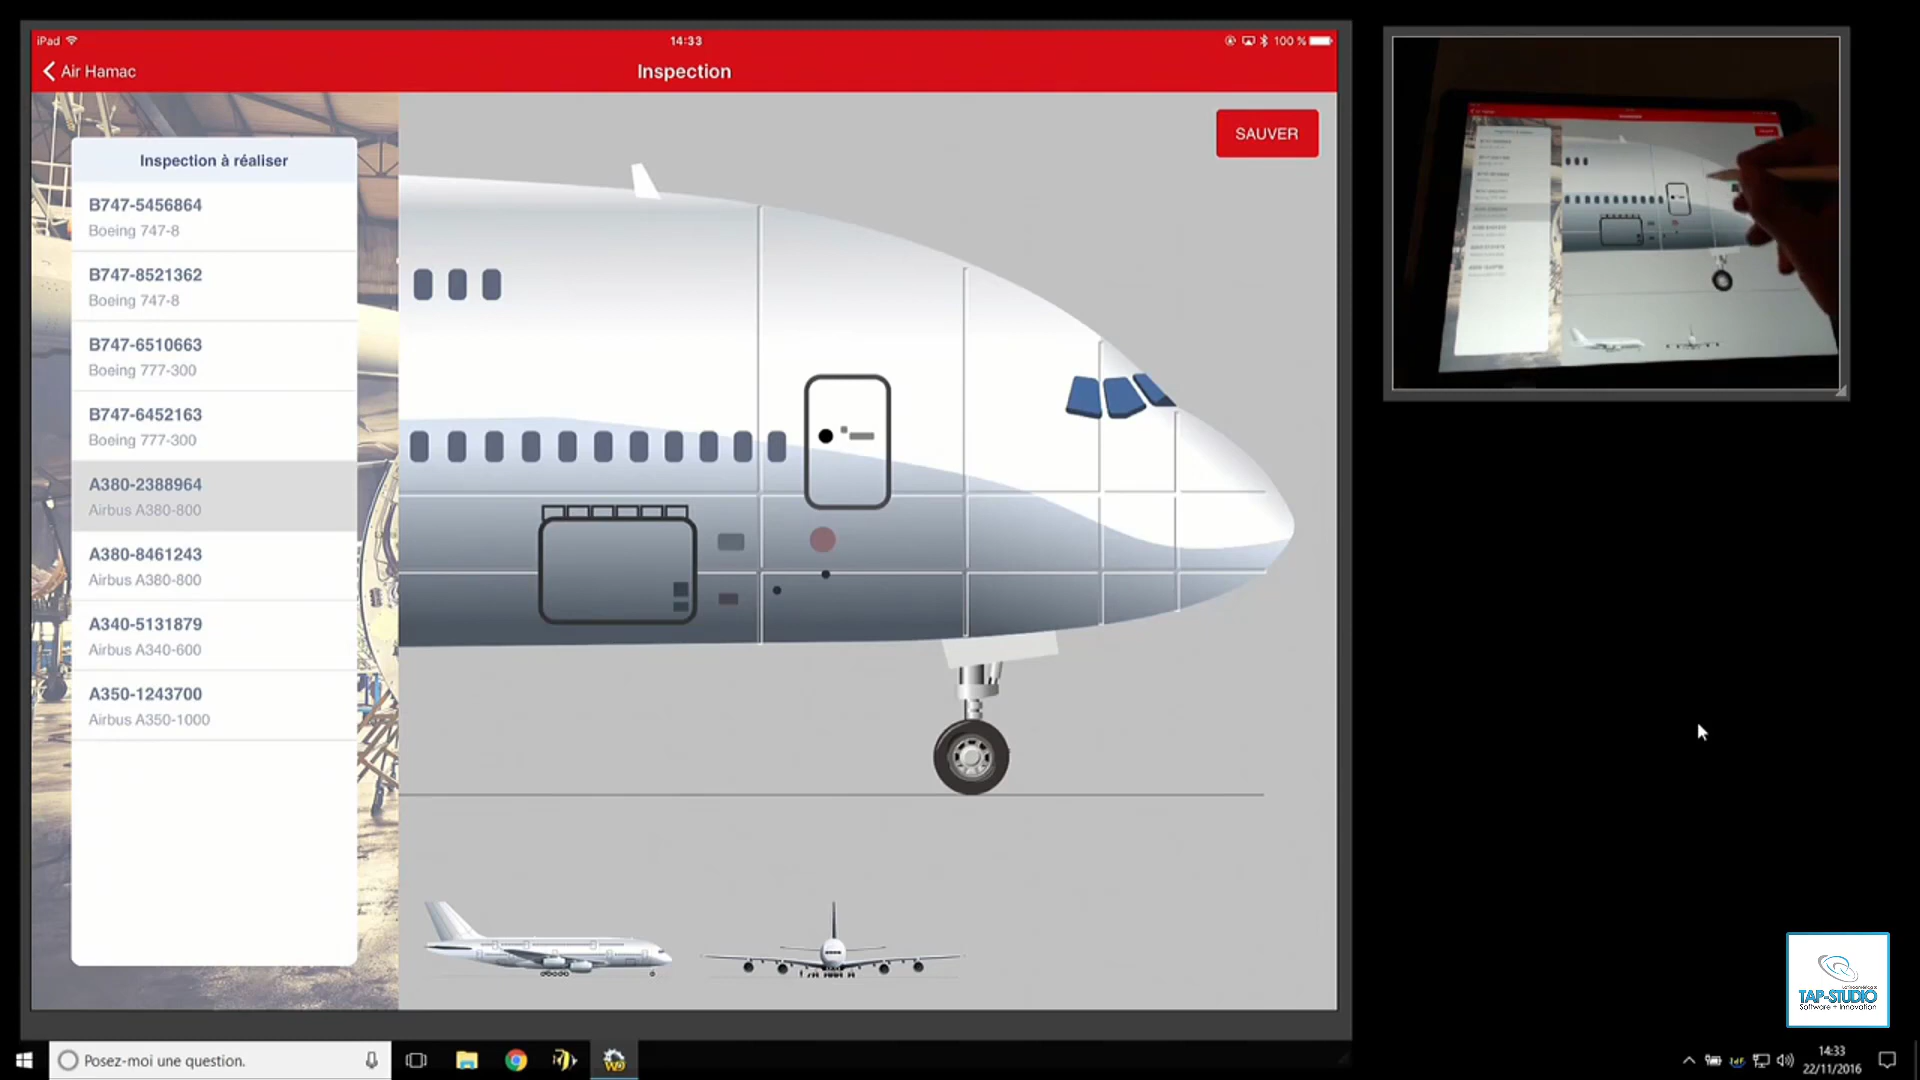 iPad
14:33
100 %
Air Hamac
Inspection
SAUVER
Inspection à réaliser
B747-5456864
Boeing 747-8
B747-8521362
Boeing 747-8
B747-6510663
Boeing 777-300
B747-6452163
Boeing 777-300
A380-2388964
Airbus A380-800
A380-8461243
Airbus A380-800
A340-5131879
Airbus A340-600
A350-1243700
Airbus A350-1000
TAP-STUDIO
Software + Innovation
Posez-moi une question.
WD
14:33
22/11/2016